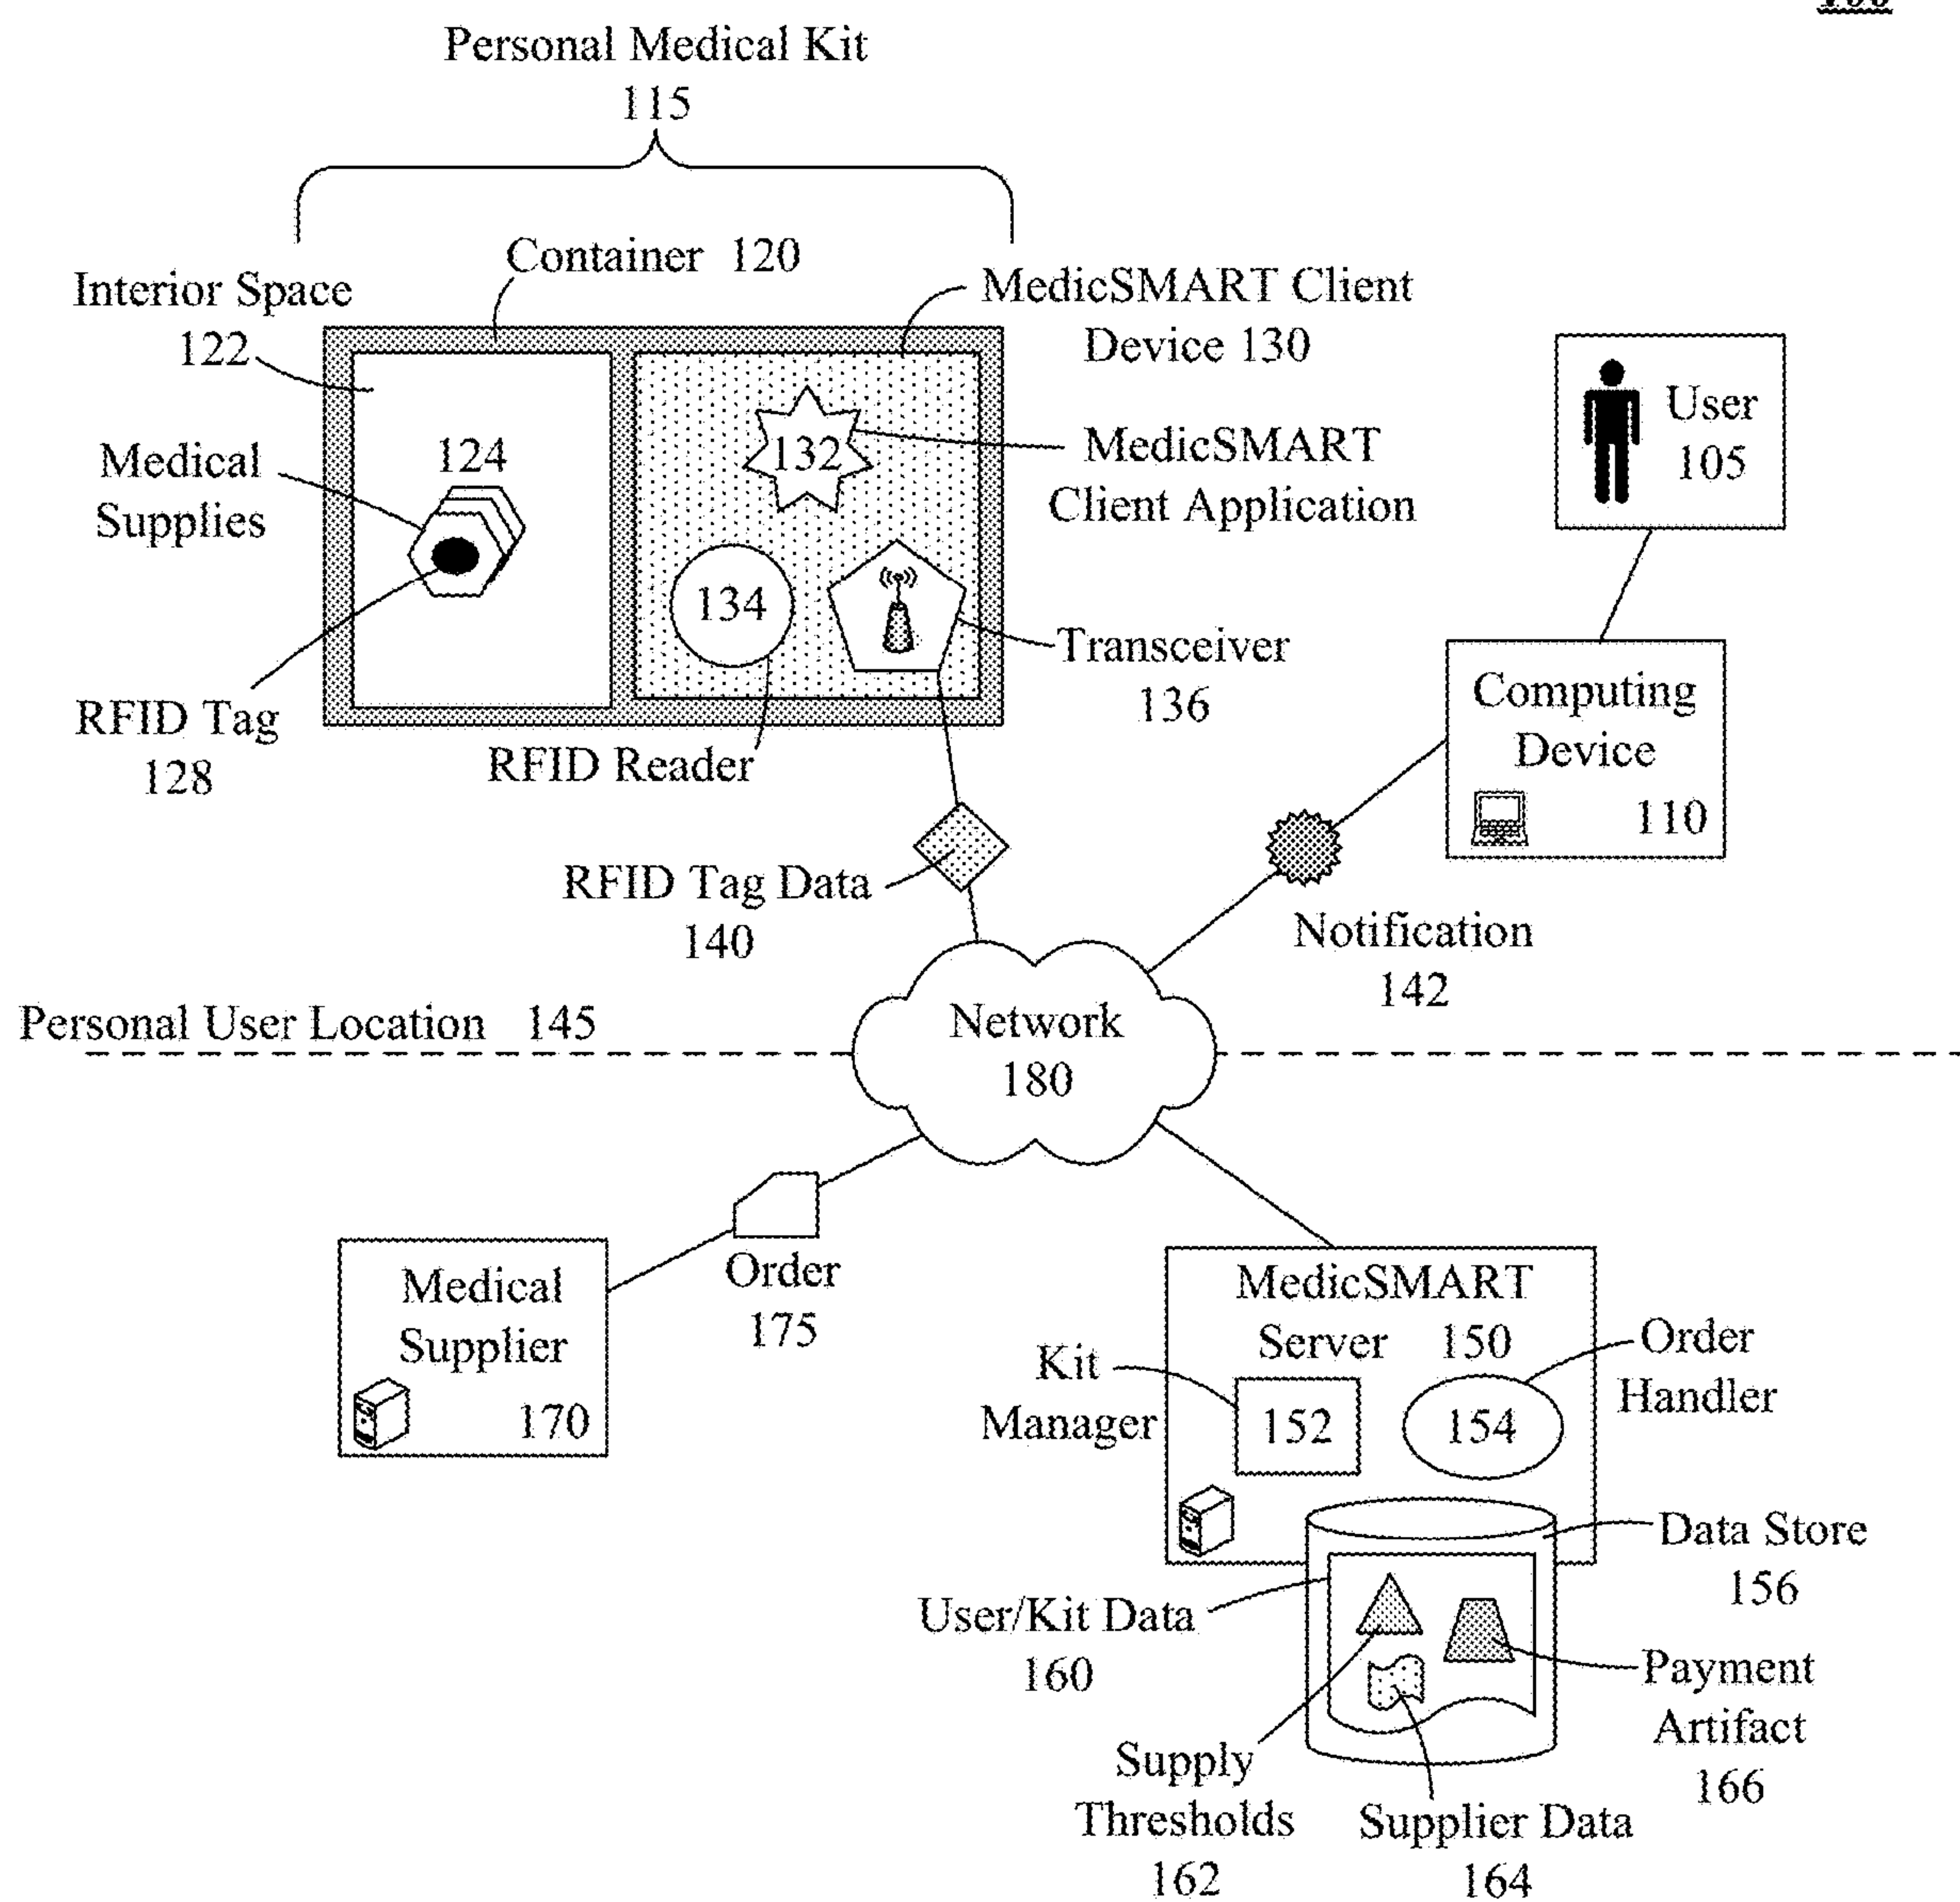 Personal Medical Kit
115
Container 120
Interior Space
122
MedicSMART Client
Device 130
Medical
Supplies
124
132
MedicSMART
Client Application
User
105
134
Transceiver
136
RFID Tag
128
RFID Reader
Computing
Device
110
RFID Tag Data
140
Notification
142
Personal User Location 145
Network
180
Order
175
Medical
Supplier
170
MedicSMART
Server 150
Kit
Manager
152
154
Order
Handler
Data Store
156
User/Kit Data
160
Payment
Artifact
166
Supply
Thresholds
162
Supplier Data
164